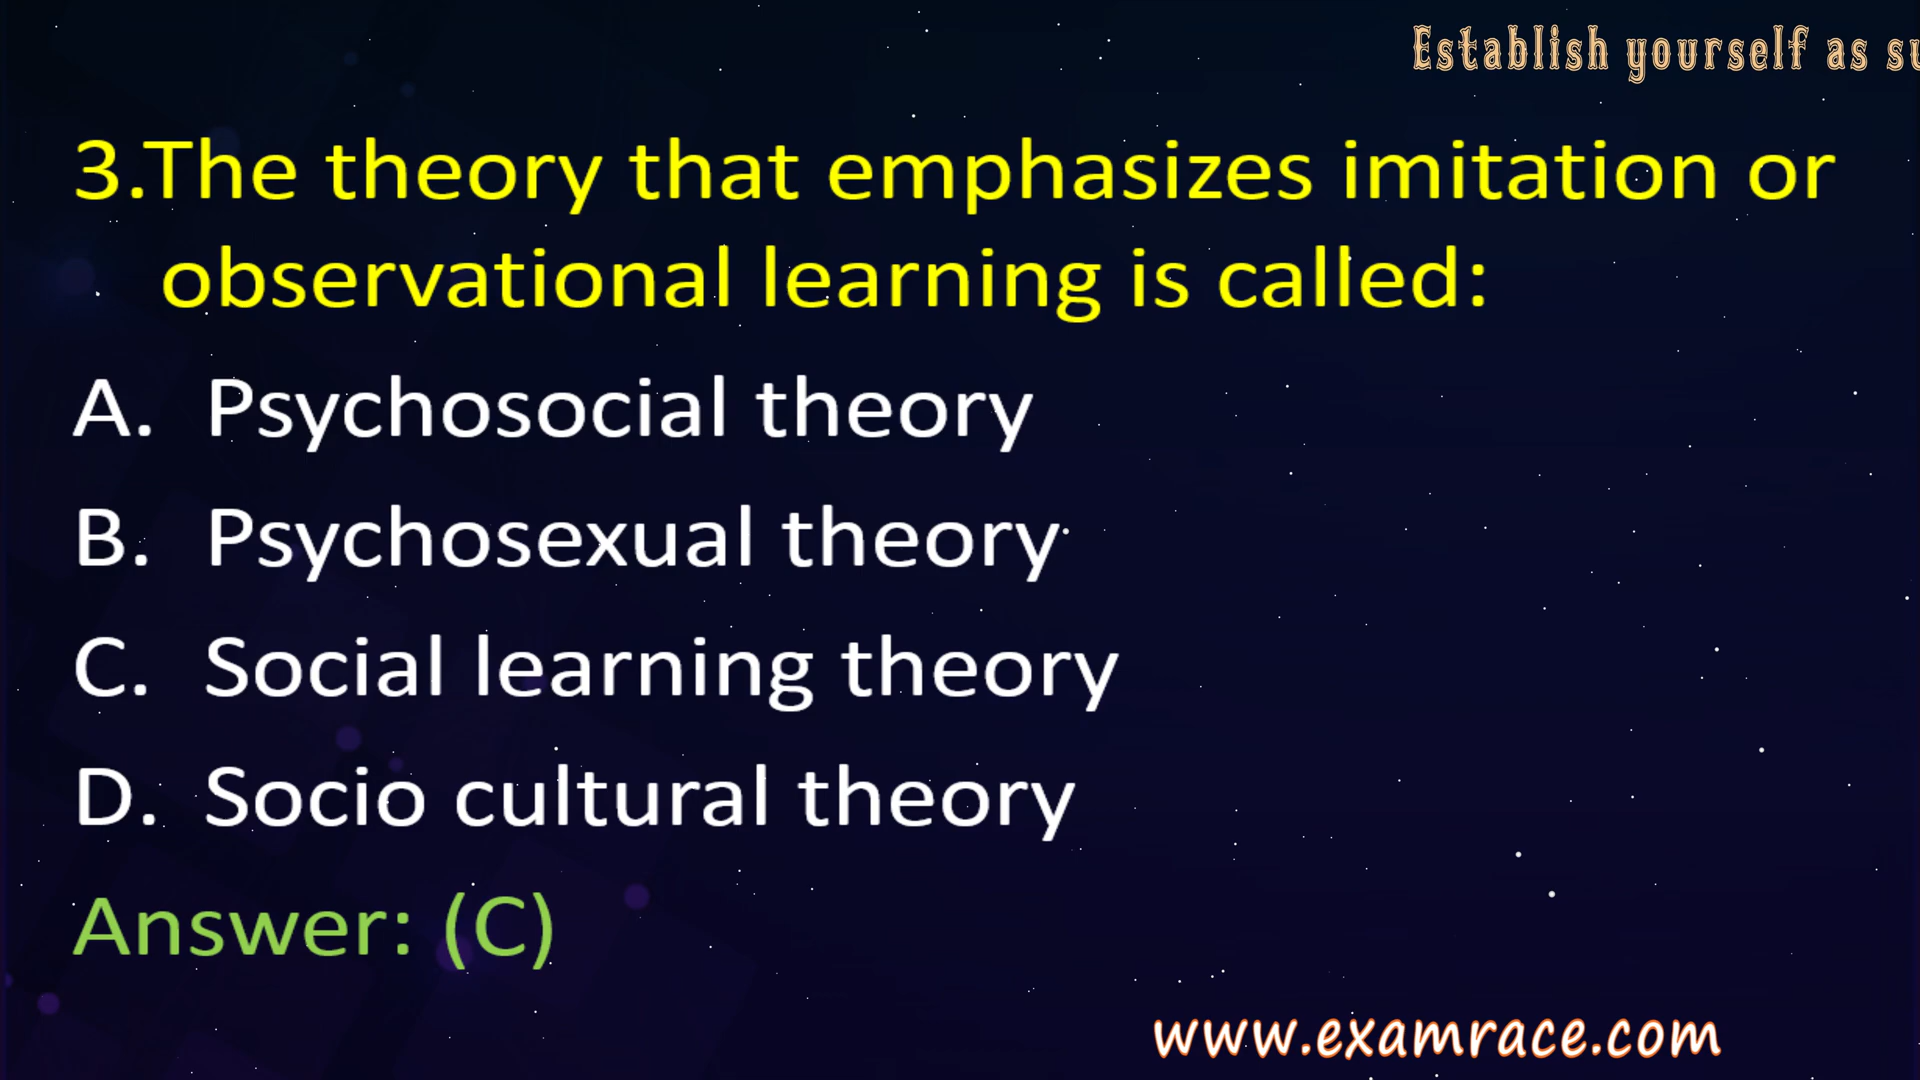 Establish yourself as
3.The theory that emphasizes imitation or
observational learning is called:
A. Psychosocial theory
B. Psychosexual theory
C. Social learning theory
D. Socio cultural theory
Answer: (C)
www.examrace.com